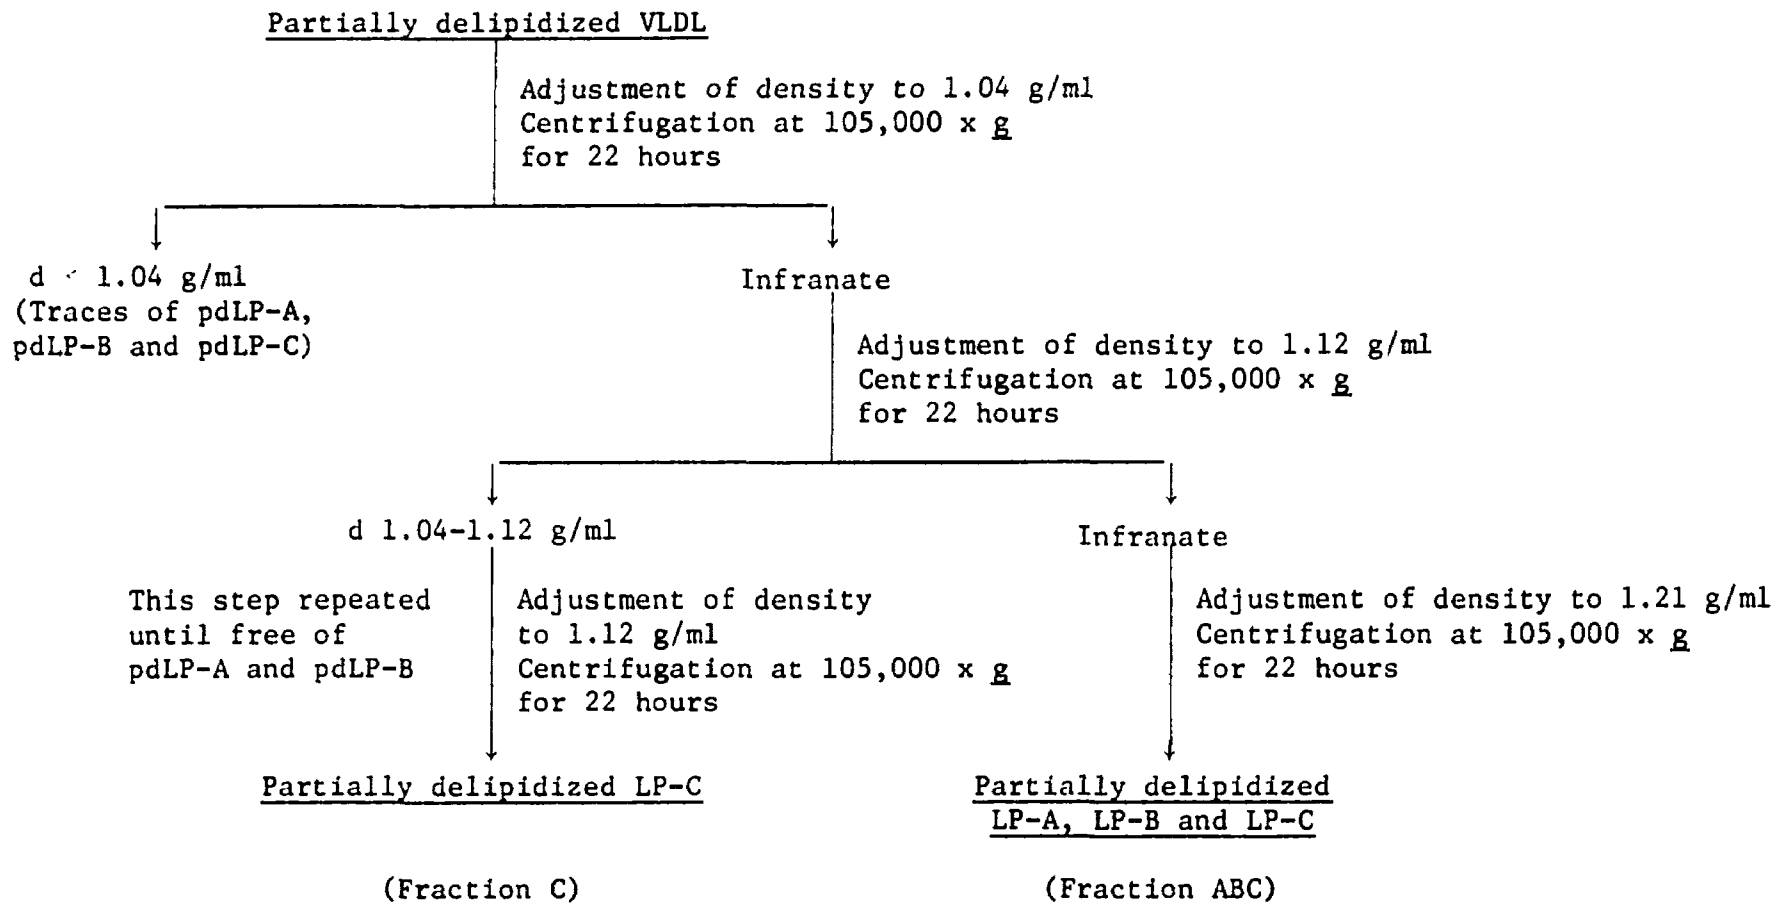 Partially delipidized VLDL
Adjustment of density to 1.04 g/ml
Centrifugation at 105,000 x g
for 22 hours
d < 1.04 g/ml
(Traces of pdLP-A,
pdLP-B and pdLP-C)
Infranate
Adjustment of density to 1.12 g/ml
Centrifugation at 105,000 x g
for 22 hours
d 1.04-1.12 g/ml
Infranate
This step repeated
until free of
pdLP-A and pdLP-B
Adjustment of density
to 1.12 g/ml
Centrifugation at 105,000 x g
for 22 hours
Adjustment of density to 1.21 g/ml
Centrifugation at 105,000 x g
for 22 hours
Partially delipidized LP-C
(Fraction C)
Partially delipidized
LP-A, LP-B and LP-C
(Fraction ABC)